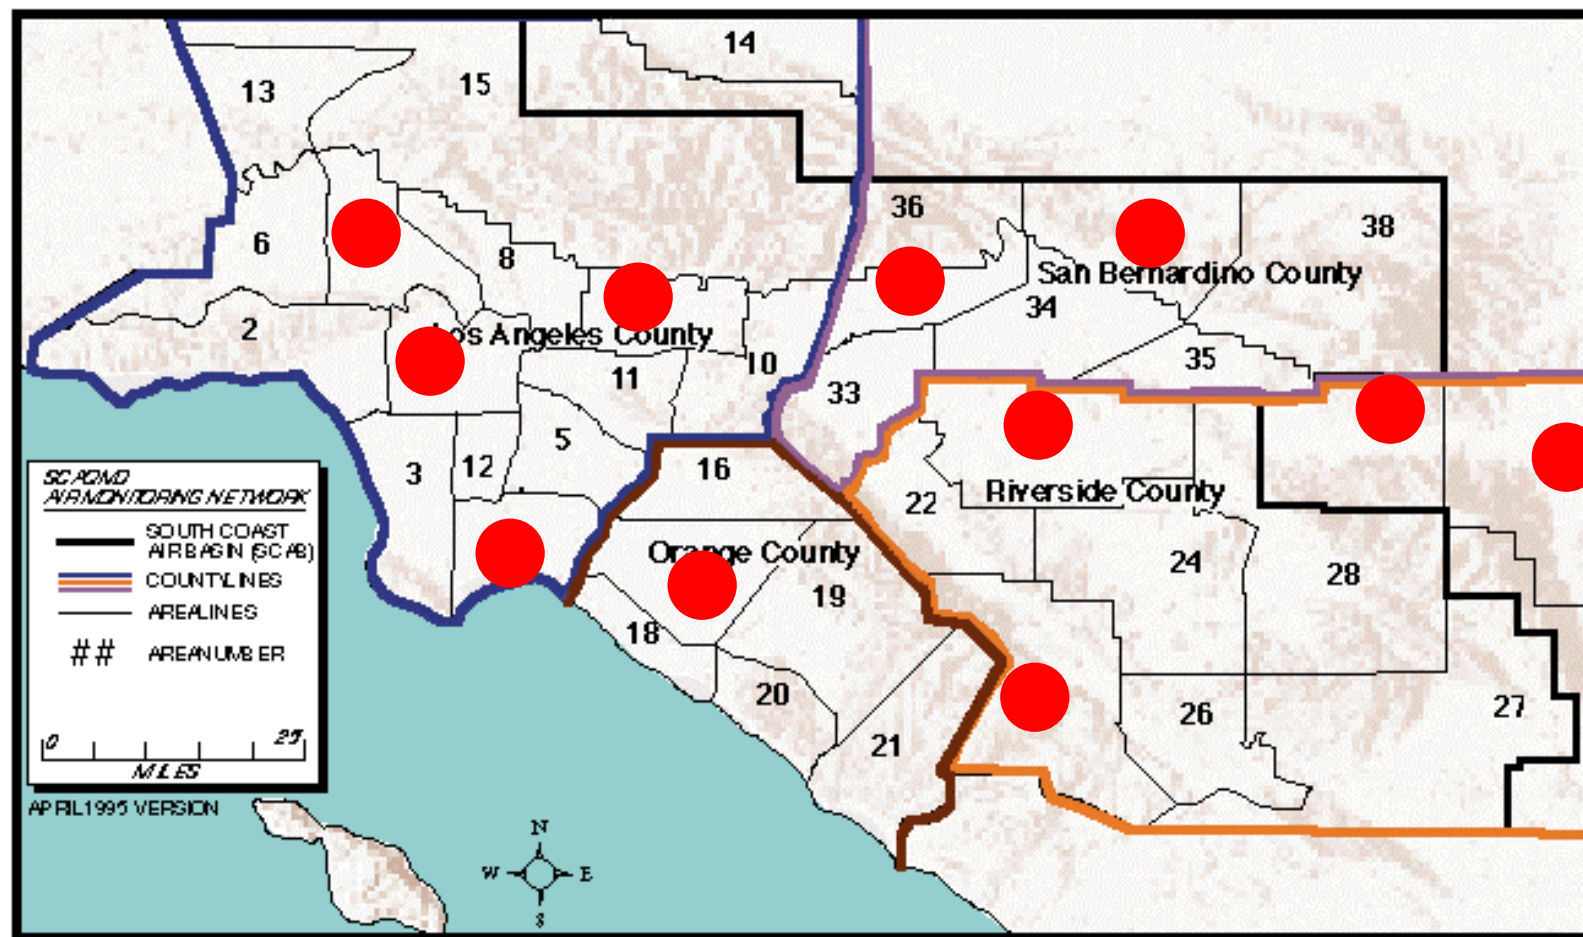 14
15
13
36
38
6
8
San Bernardino County
34
2
Los Angeles County
10
35
11
33
5
16
12
3
Riverside County
22
SCAQMD
AIR MONITORING NETWORK
SOUTH COAST
AIR BASIN (SCAB)
COUNTY LINES
AREA LINES
## AREA NUMBER
0 25
MILES
APRIL 1995 VERSION
Orange County
24
28
19
18
20
26
27
21
N
W E
S